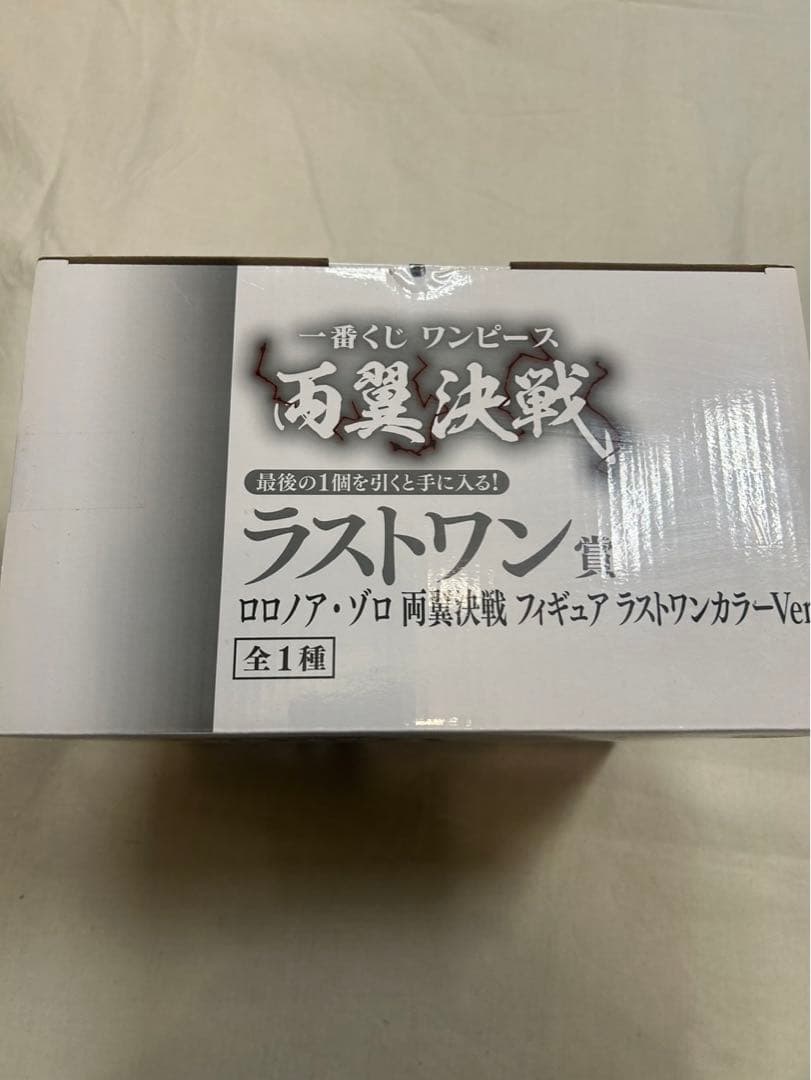 一番くじ ワンピース
両翼決戦
最後の1個を引くと手に入る!
ラストワン賞
ロロノア・ゾロ 両翼決戦 フィギュア ラストワンカラーVer
全1種